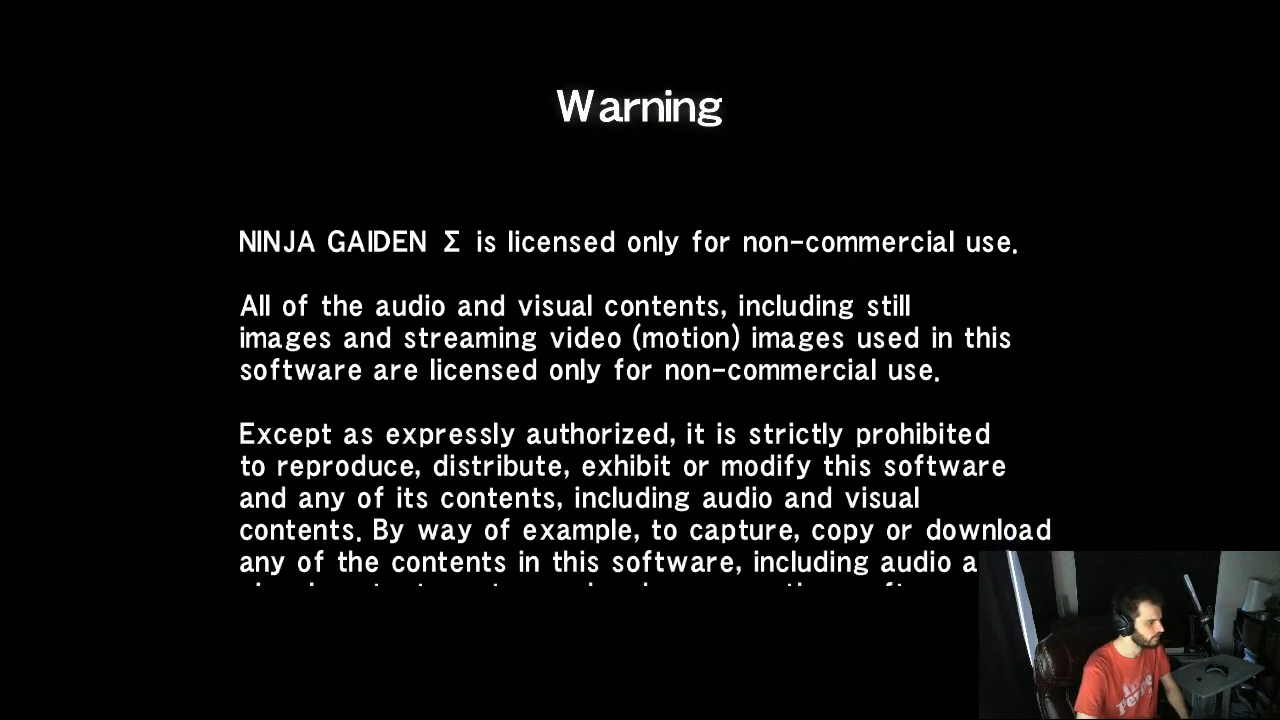 Warning
NINJA GAIDEN Σ is licensed only for non-commercial use.
All of the audio and visual contents, including still
images and streaming video (motion) images used in this
software are licensed only for non-commercial use.
Except as expressly authorized, it is strictly prohibited
to reproduce, distribute, exhibit or modify this software
and any of its contents, including audio and visual
contents. By way of example, to capture, copy or download
any of the contents in this software, including audio a